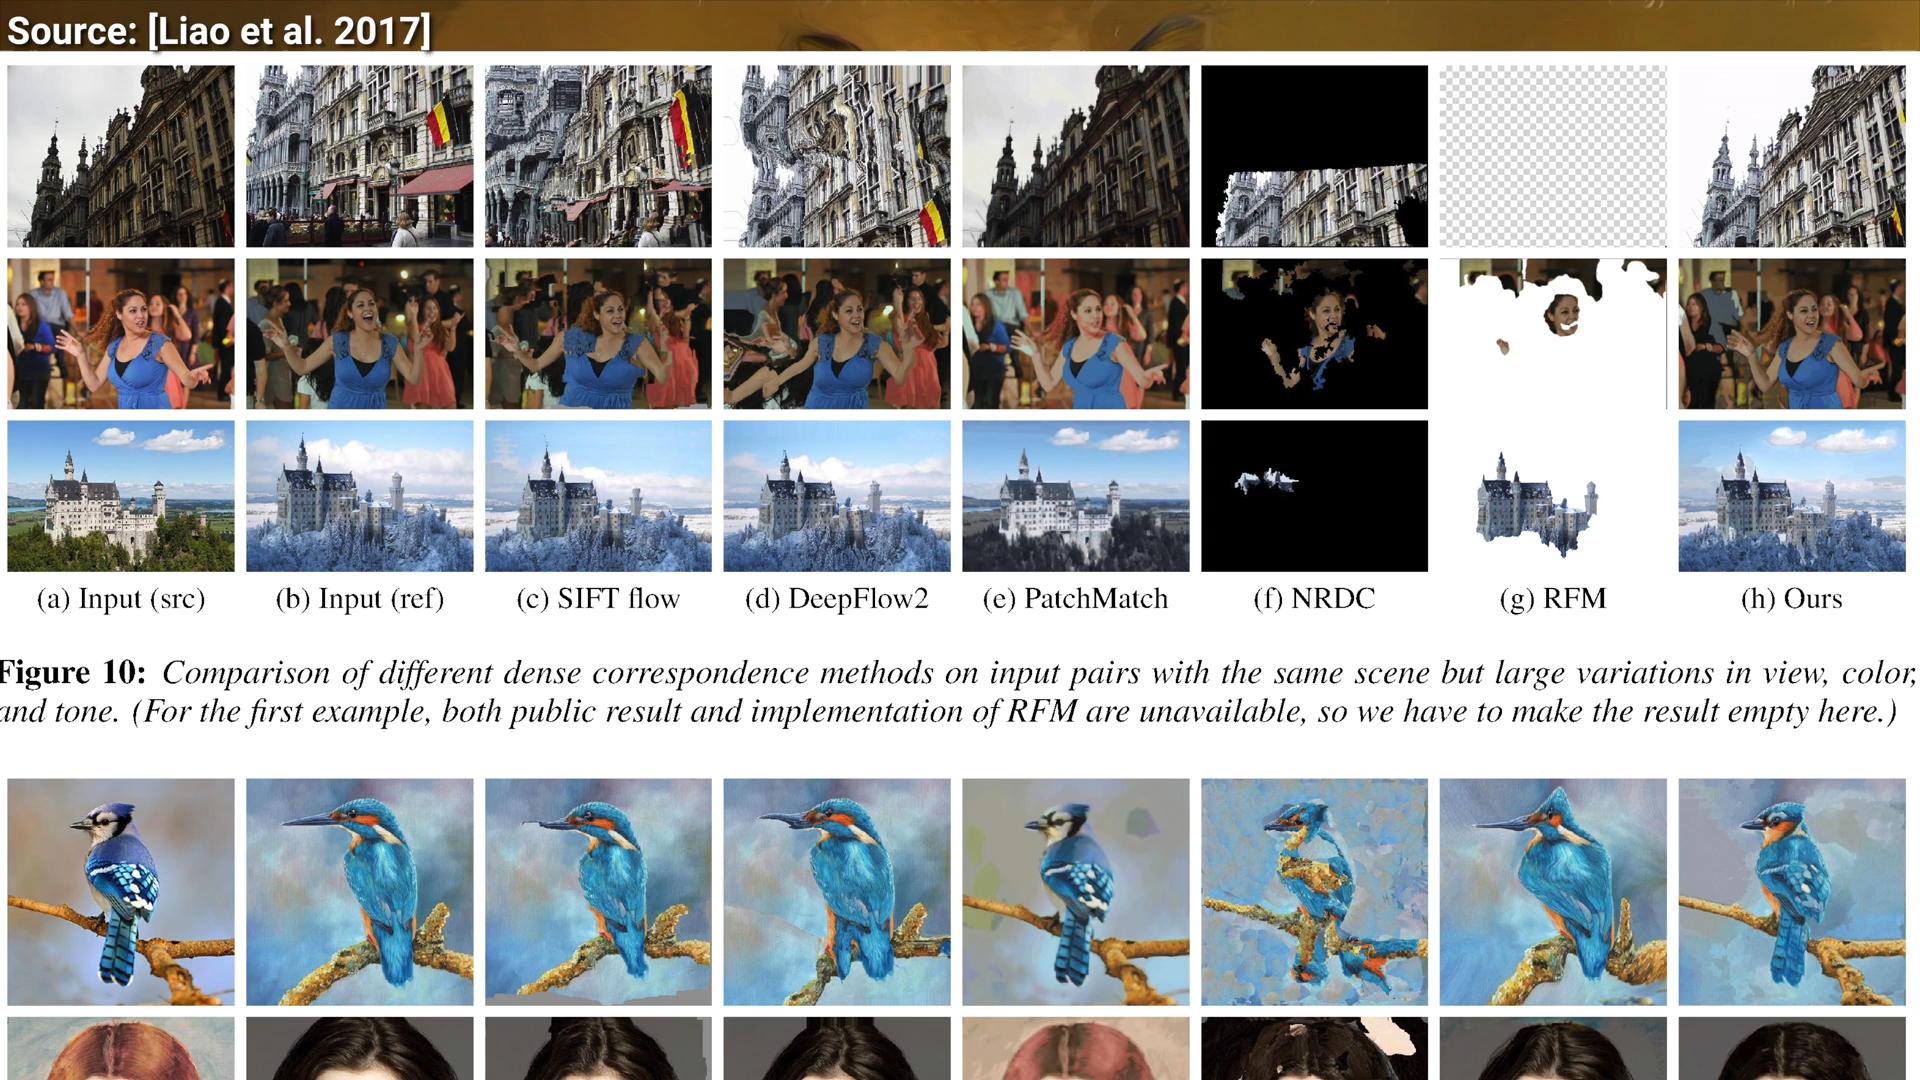 Source: [Liao et al. 2017]
(a) Input (src)
(b) Input (ref)
(c) SIFT flow
(d) DeepFlow2
(e) PatchMatch
(f) NRDC
(g) RFM
(h) Ours
Figure 10: Comparison of different dense correspondence methods on input pairs with the same scene but large variations in view, color,
and tone. (For the first example, both public result and implementation of RFM are unavailable, so we have to make the result empty here.)